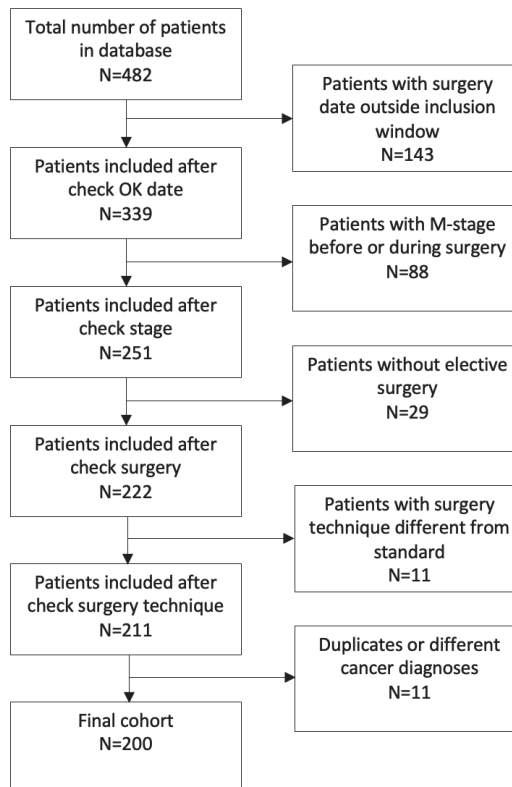 Total number of patients
in database
N=482
Patients with surgery
date outside inclusion
window
N=143
Patients included after
check OK date
N=339
Patients with M-stage
before or during surgery
N=88
Patients included after
check stage
N=251
Patients without elective
surgery
N=29
Patients included after
check surgery
N=222
Patients with surgery
technique different from
standard
N=11
Patients included after
check surgery technique
N=211
Duplicates or different
cancer diagnoses
N=11
Final cohort
N=200